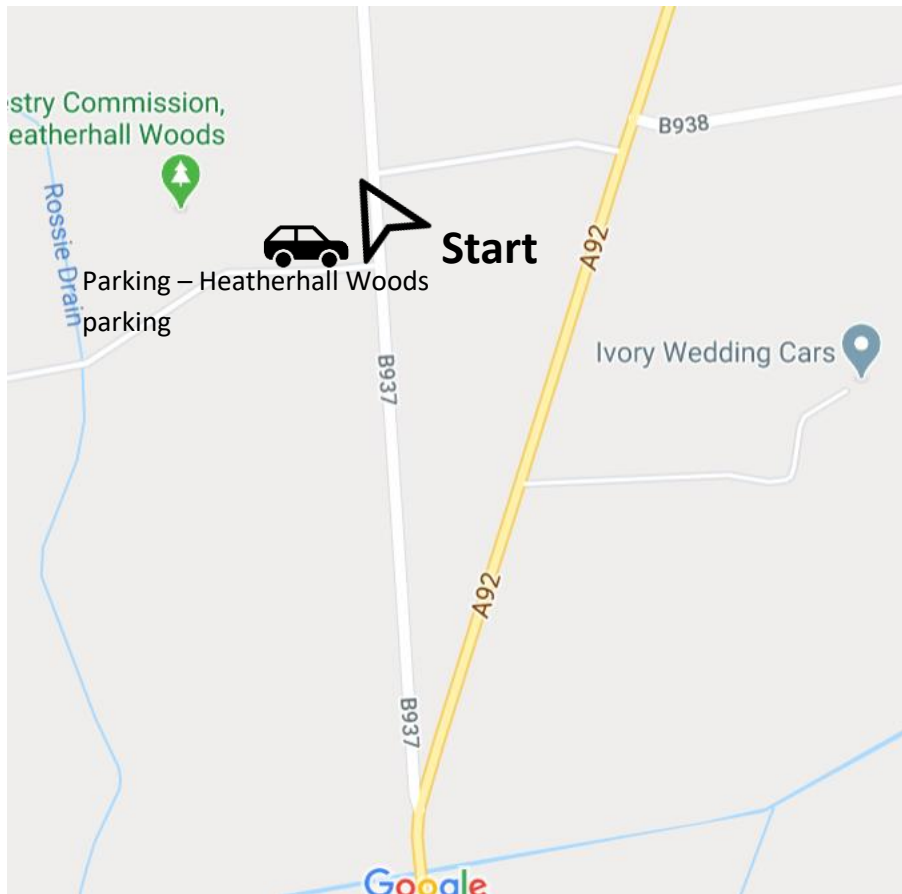 estry Commission,
eatherhall Woods
B938
Rossie Drain
A92
Start
Parking – Heatherhall Woods
parking
Ivory Wedding Cars
B937
A92
B937
Google